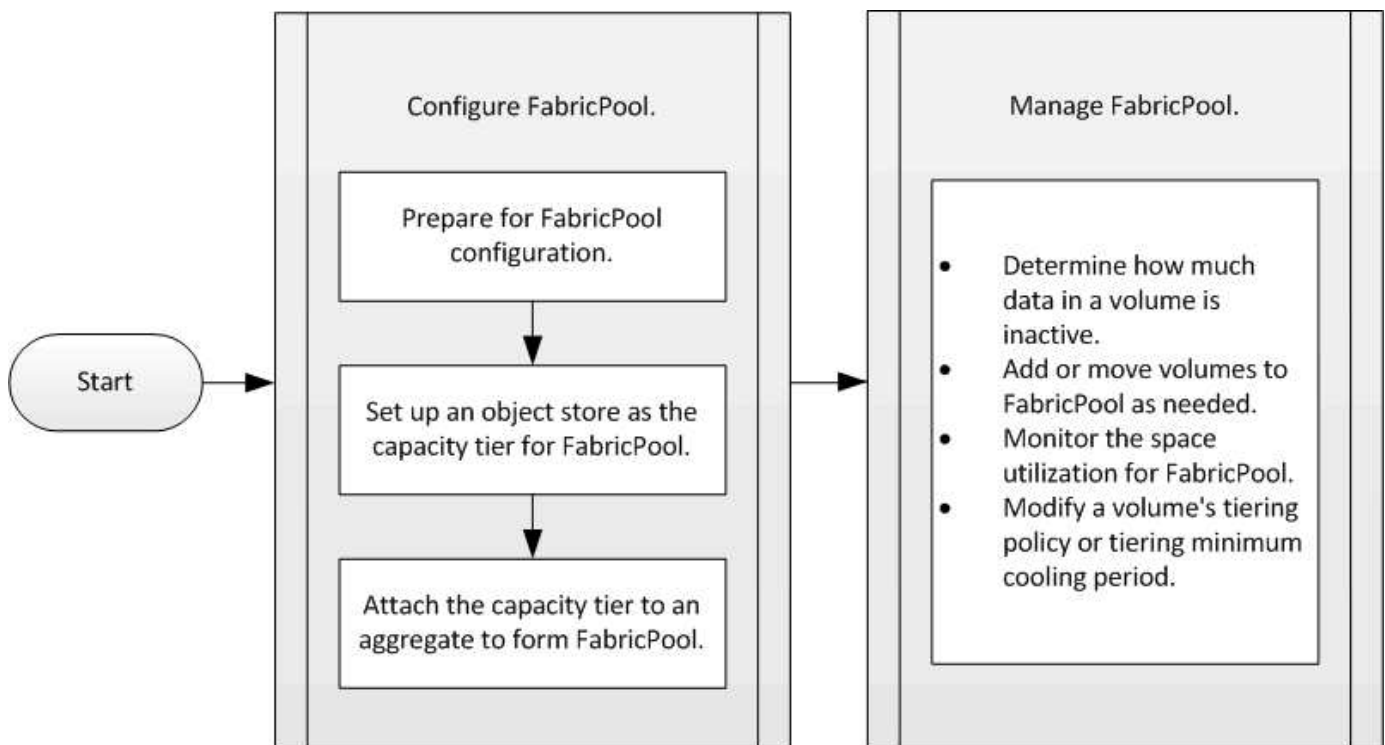 Start
Configure FabricPool.
Prepare for FabricPool
configuration.
Set up an object store as the
capacity tier for FabricPool.
Attach the capacity tier to an
aggregate to form FabricPool.
Manage FabricPool.
• Determine how much
data in a volume is
inactive.
• Add or move volumes to
FabricPool as needed.
• Monitor the space
utilization for FabricPool.
• Modify a volume's tiering
policy or tiering minimum
cooling period.